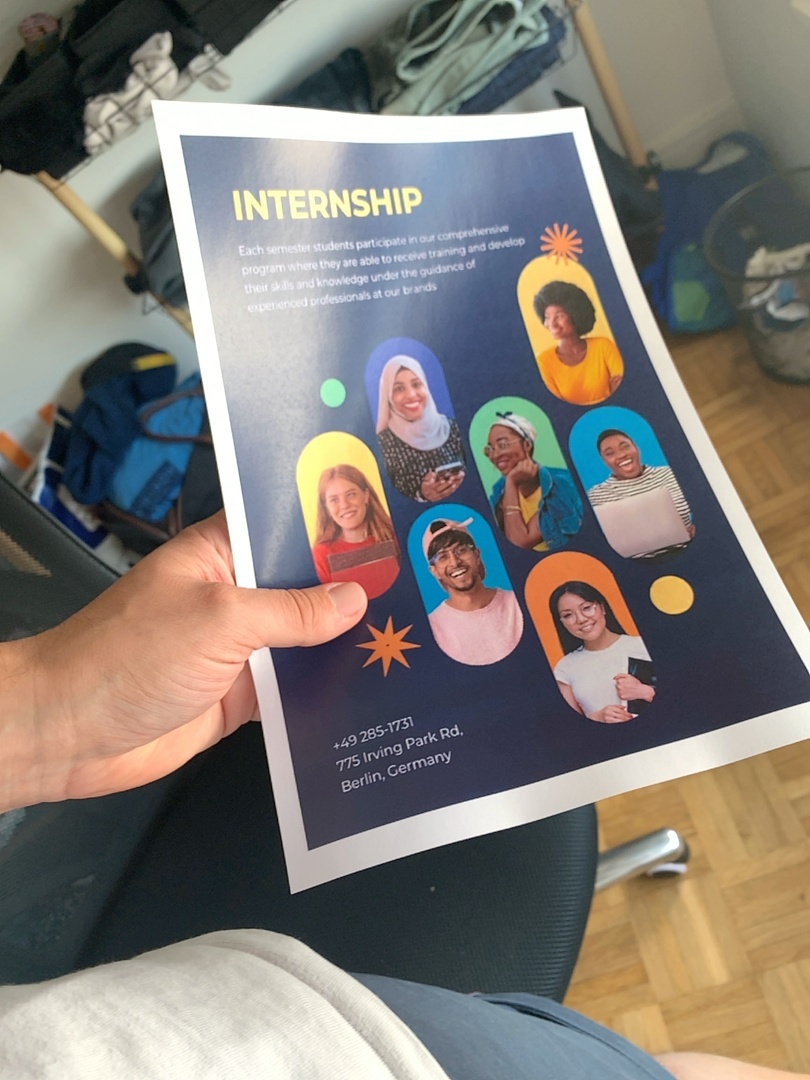 INTERNSHIP
Each semester students participate in our comprehensive
program where they are able to receive training and develop
their skills and knowledge under the guidance of
experienced professionals at our brands
+49 285-1731
775 Irving Park Rd,
Berlin, Germany